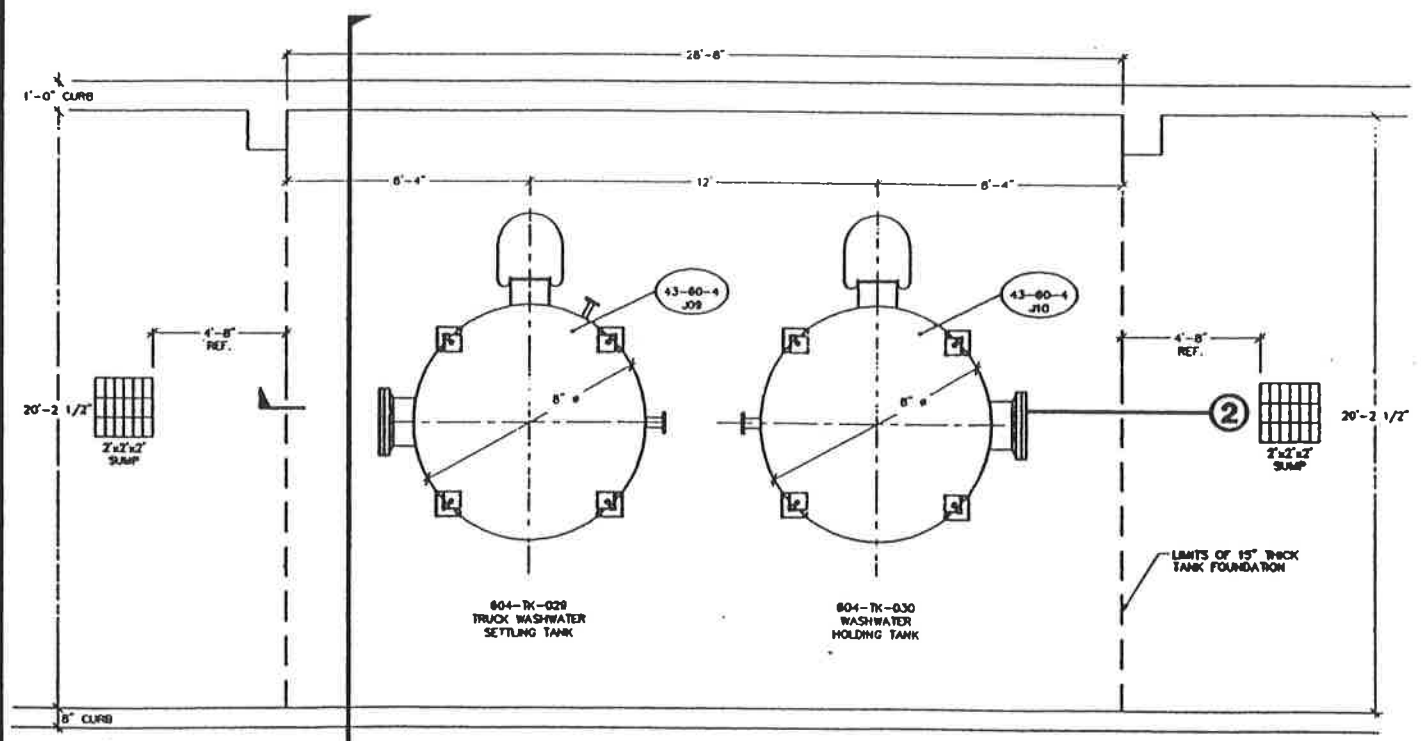 28'-8"
1'-0" CURB
8'-4"
12'
8'-4"
43-60-4
J09
43-60-4
J10
4'-8"
REF.
4'-8"
REF.
8" ø
8" ø
2
20'-2 1/2"
20'-2 1/2"
2'x2'x2'
SUMP
2'x2'x2'
SUMP
LIMITS OF 15" THICK
TANK FOUNDATION
604-TK-029
TRUCK WASHWATER
SETTLING TANK
604-TK-030
WASHWATER
HOLDING TANK
8" CURB